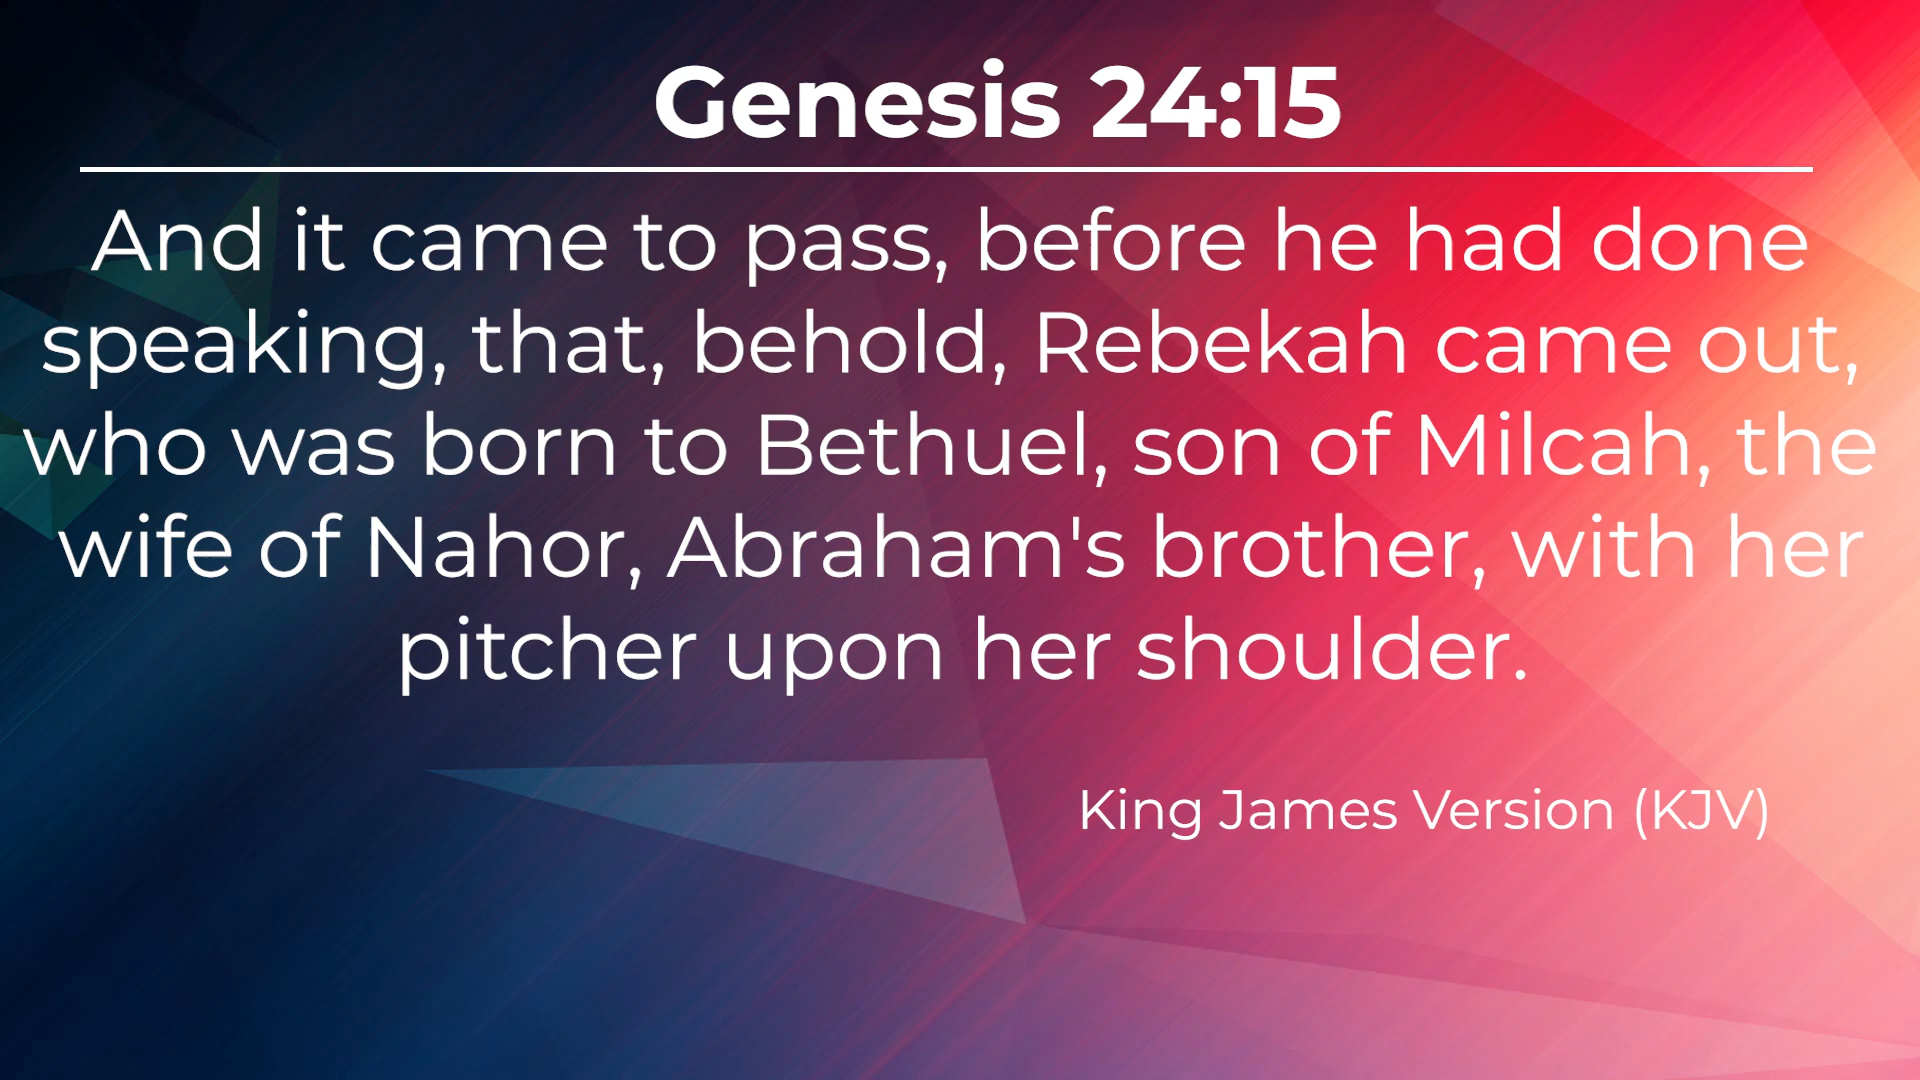 Genesis 24:15
And it came to pass, before he had done
speaking, that, behold, Rebekah came out,
who was born to Bethuel, son of Milcah, the
wife of Nahor, Abraham's brother, with her
pitcher upon her shoulder.
King James Version (KJV)